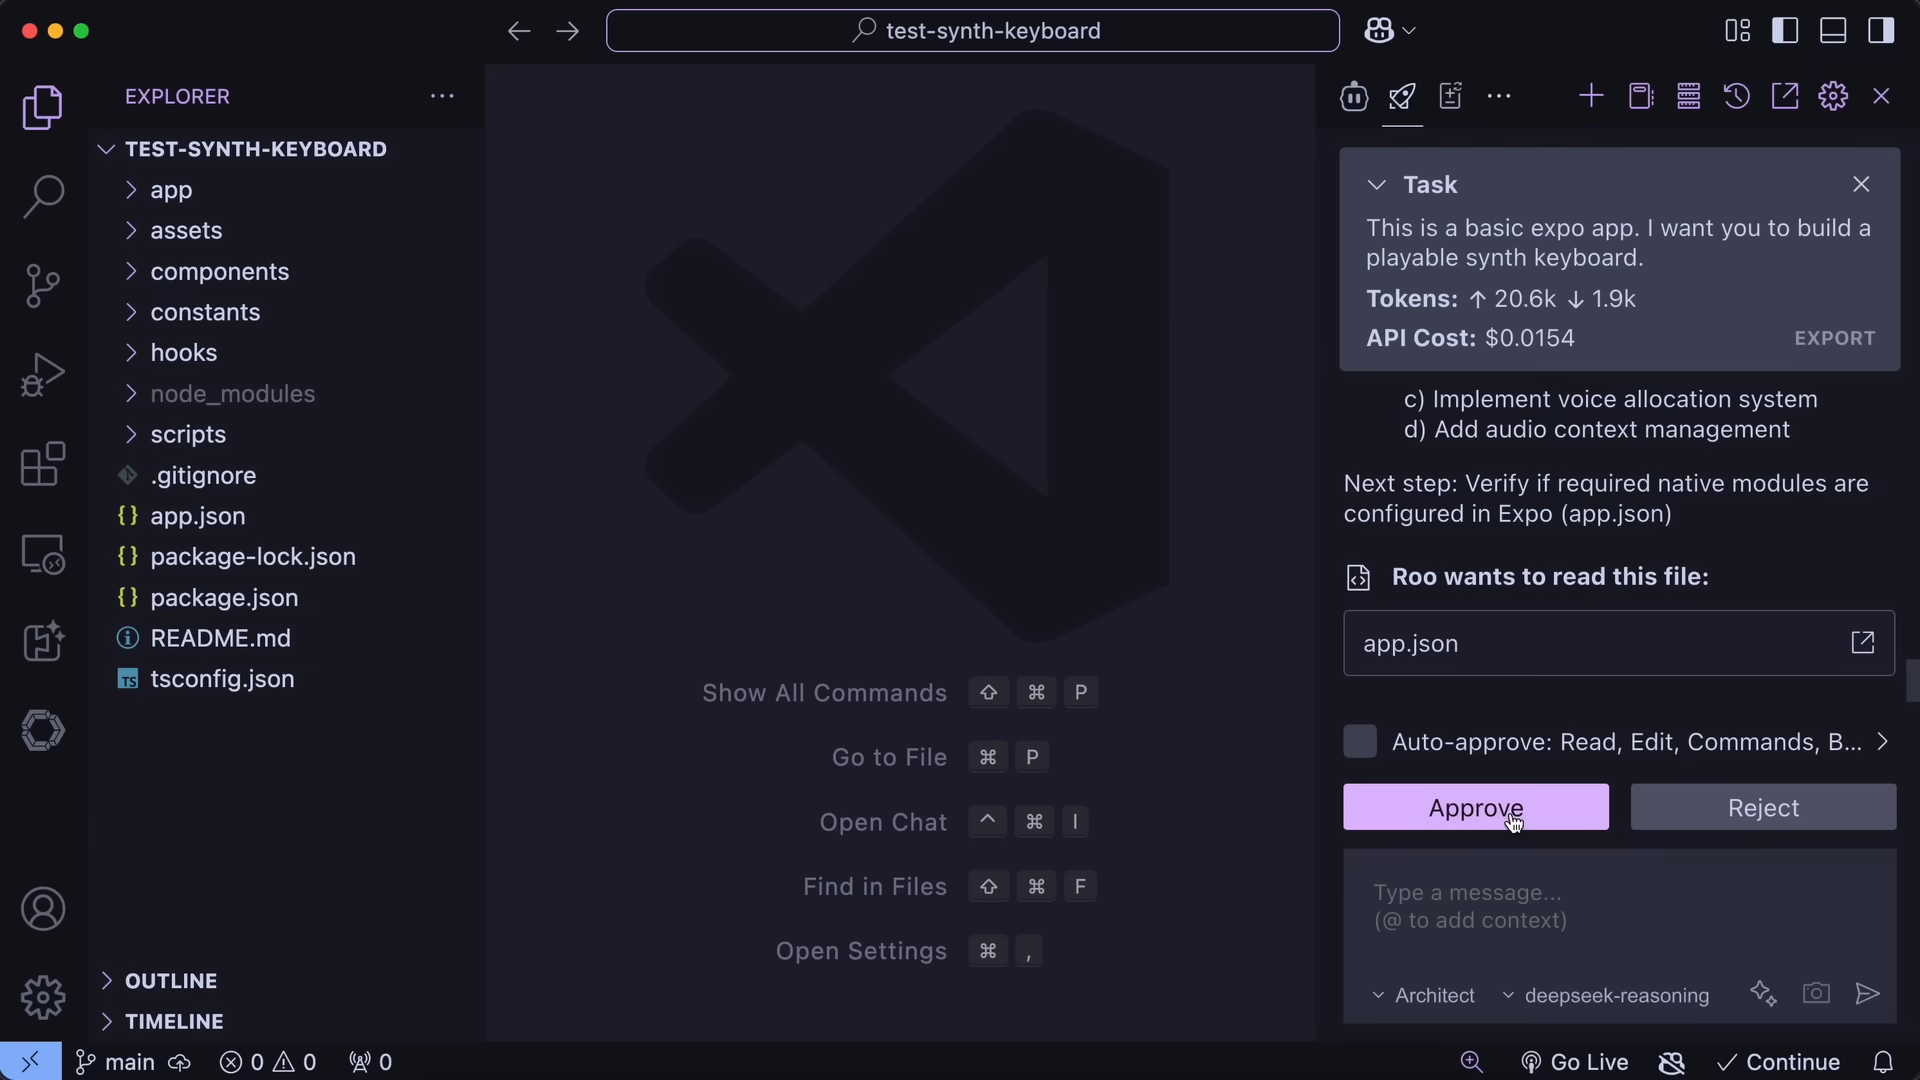 test-synth-keyboard
EXPLORER
TEST-SYNTH-KEYBOARD
app
assets
components
constants
hooks
node_modules
scripts
.gitignore
app.json
package-lock.json
package.json
README.md
TS tsconfig.json
OUTLINE
TIMELINE
Show All Commands ⇧ ⌘ P
Go to File ⌘ P
Open Chat ^ ⌘ I
Find in Files ⇧ ⌘ F
Open Settings ⌘ ,
Task
This is a basic expo app. I want you to build a
playable synth keyboard.
Tokens: ↑ 20.6k ↓ 1.9k
API Cost: $0.0154 EXPORT
c) Implement voice allocation system
d) Add audio context management
Next step: Verify if required native modules are
configured in Expo (app.json)
Roo wants to read this file:
app.json
Auto-approve: Read, Edit, Commands, B...
Approve Reject
Type a message...
(@ to add context)
Architect deepseek-reasoning
main 0 0 0 Go Live Continue